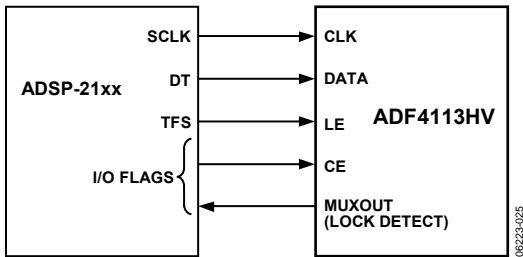 SCLK
CLK
DT
DATA
ADSP-21xx
TFS
LE
ADF4113HV
I/O FLAGS
CE
MUXOUT
(LOCK DETECT)
06223-025